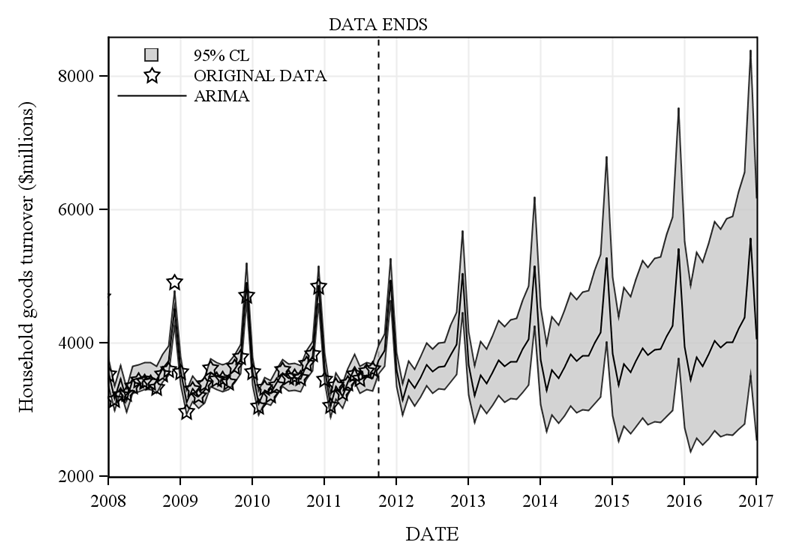 DATA ENDS
95% CL
ORIGINAL DATA
ARIMA
Household goods turnover ($millions)
8000
6000
4000
2000
2008 2009 2010 2011 2012 2013 2014 2015 2016 2017
DATE